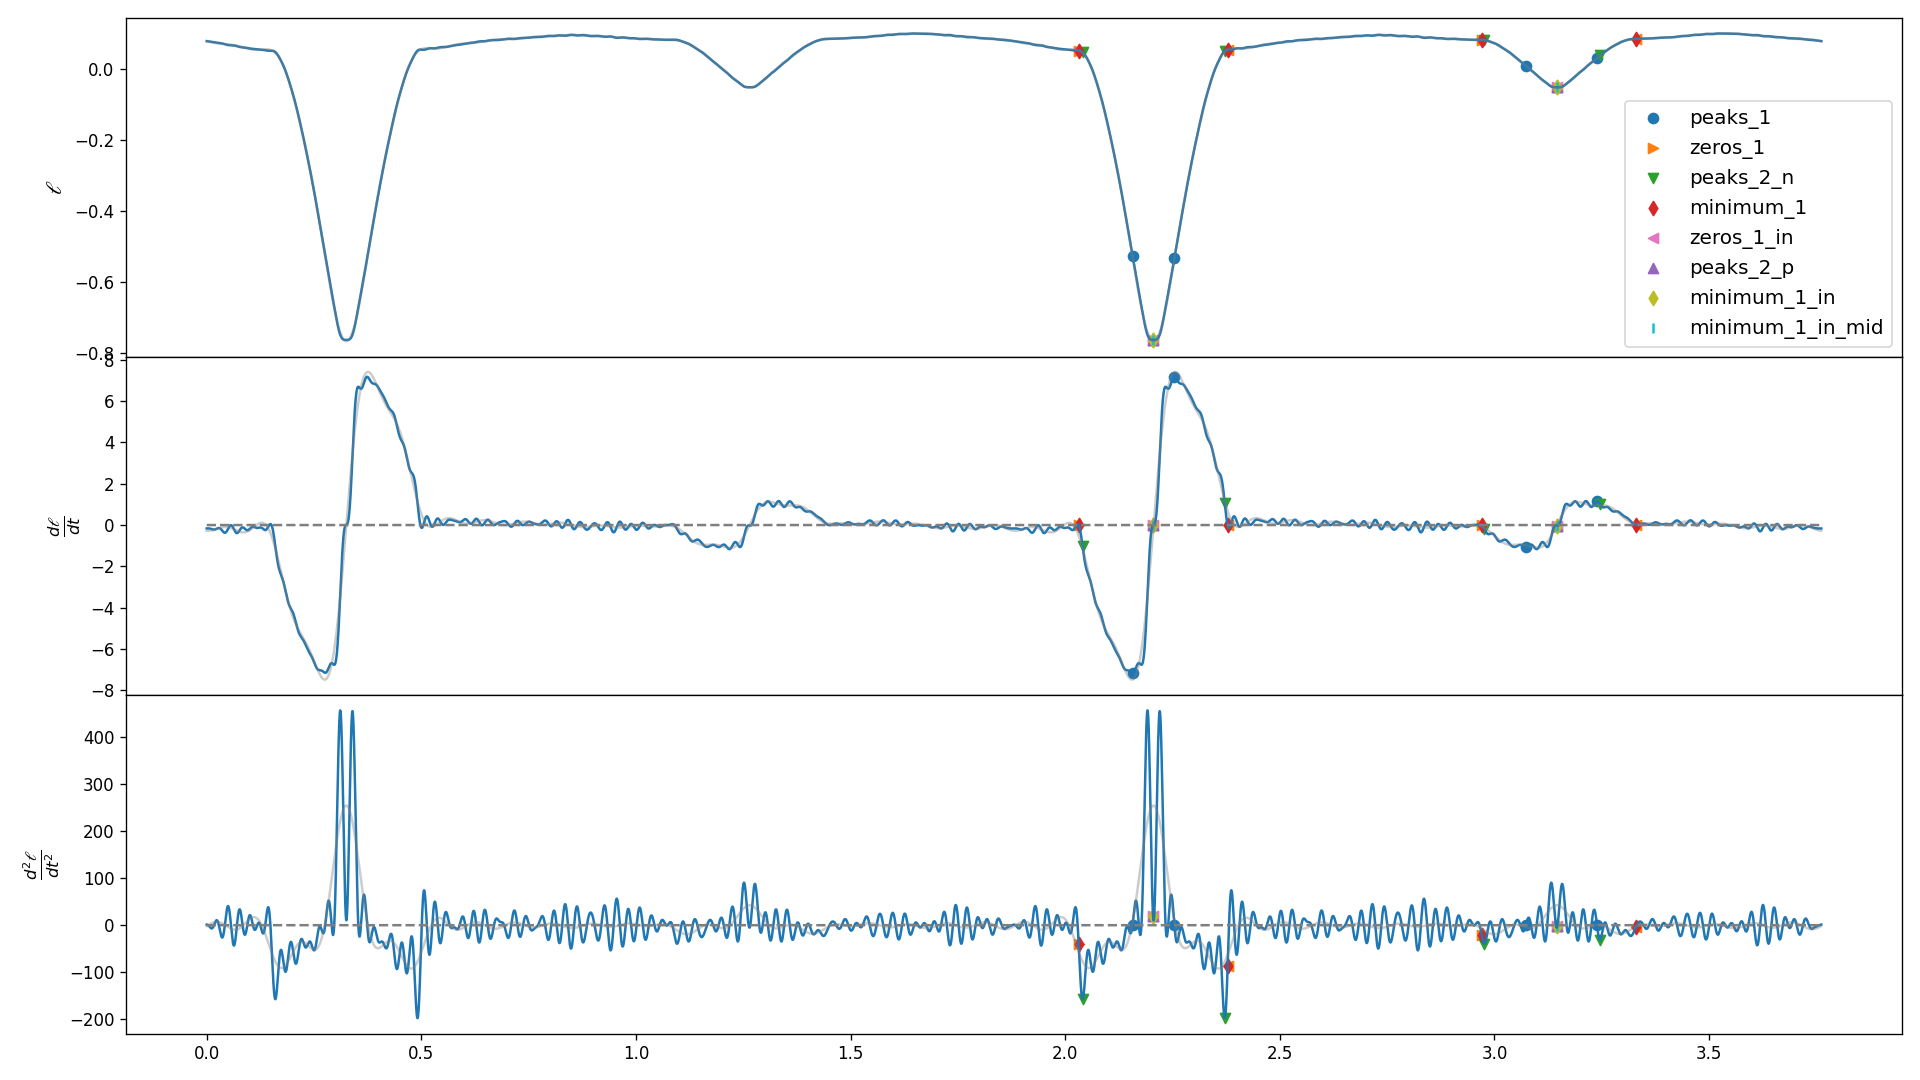 0.0
−0.2
−0.4
−0.6
−0.8
ℓ
peaks_1
zeros_1
peaks_2_n
minimum_1
zeros_1_in
peaks_2_p
minimum_1_in
minimum_1_in_mid
8
6
4
2
0
−2
−4
−6
−8
dℓ
dt
400
300
200
100
0
−100
−200
d²ℓ
dt²
0.0 0.5 1.0 1.5 2.0 2.5 3.0 3.5